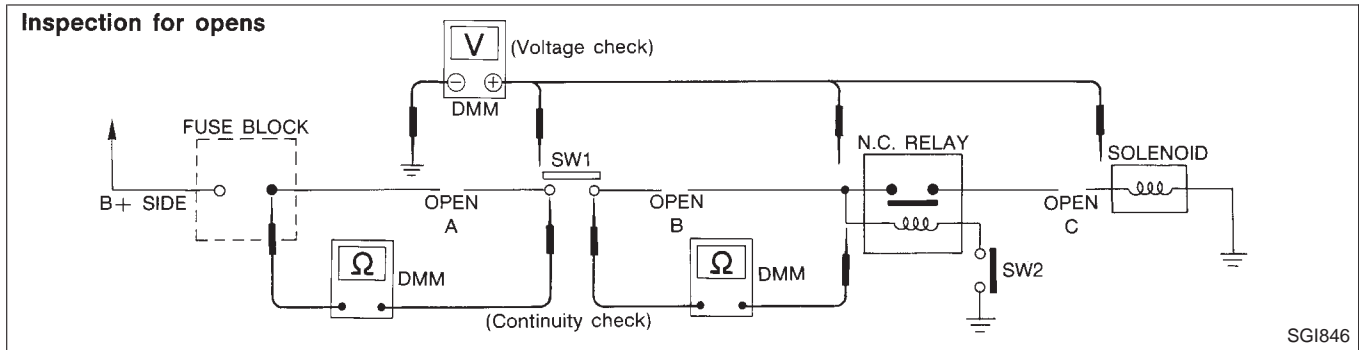 Inspection for opens
V
(Voltage check)
− +
DMM
FUSE BLOCK
N.C. RELAY
SOLENOID
SW1
B+ SIDE
OPEN
A
OPEN
B
OPEN
C
Ω
DMM
Ω
DMM
SW2
(Continuity check)
SGI846